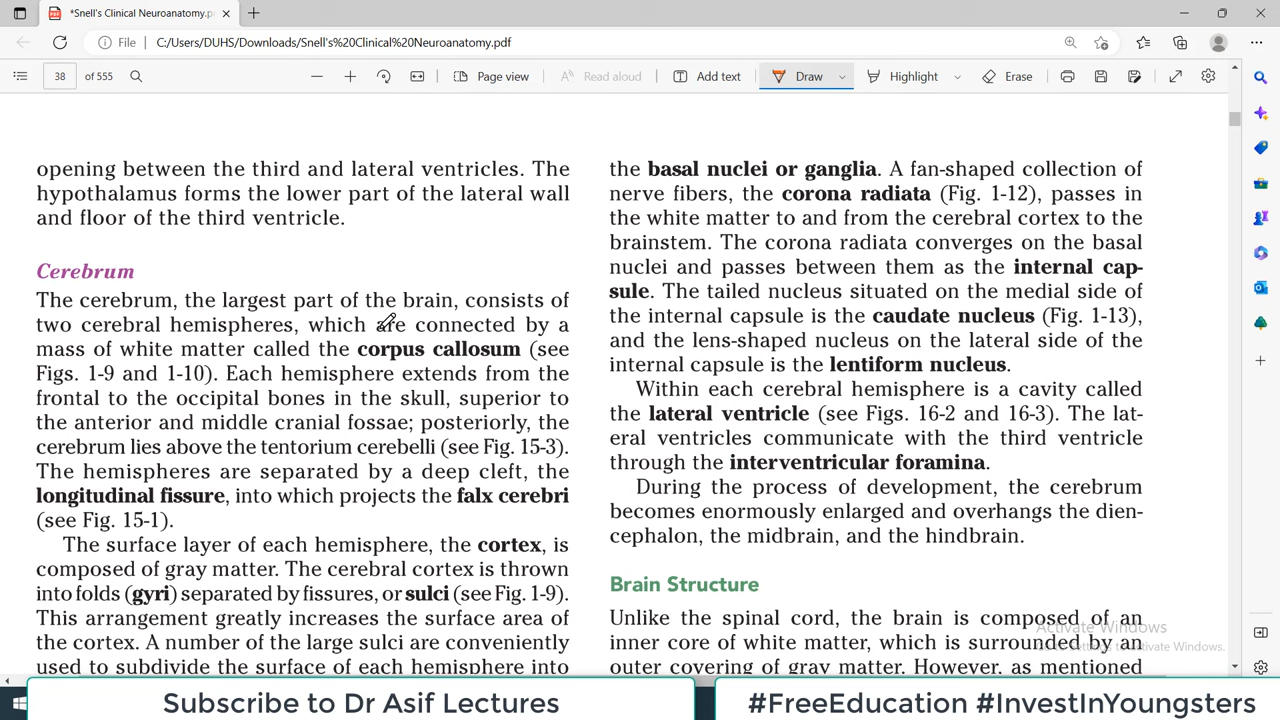 *Snell's Clinical Neuroanatomy.p
File C:/Users/DUHS/Downloads/Snell's%20Clinical%20Neuroanatomy.pdf
38 of 555 Page view Read aloud Add text Draw Highlight Erase
opening between the third and lateral ventricles. The
hypothalamus forms the lower part of the lateral wall
and floor of the third ventricle.
Cerebrum
The cerebrum, the largest part of the brain, consists of
two cerebral hemispheres, which are connected by a
mass of white matter called the corpus callosum (see
Figs. 1-9 and 1-10). Each hemisphere extends from the
frontal to the occipital bones in the skull, superior to
the anterior and middle cranial fossae; posteriorly, the
cerebrum lies above the tentorium cerebelli (see Fig. 15-3).
The hemispheres are separated by a deep cleft, the
longitudinal fissure, into which projects the falx cerebri
(see Fig. 15-1).
The surface layer of each hemisphere, the cortex, is
composed of gray matter. The cerebral cortex is thrown
into folds (gyri) separated by fissures, or sulci (see Fig. 1-9).
This arrangement greatly increases the surface area of
the cortex. A number of the large sulci are conveniently
used to subdivide the surface of each hemisphere into
the basal nuclei or ganglia. A fan-shaped collection of
nerve fibers, the corona radiata (Fig. 1-12), passes in
the white matter to and from the cerebral cortex to the
brainstem. The corona radiata converges on the basal
nuclei and passes between them as the internal cap-
sule. The tailed nucleus situated on the medial side of
the internal capsule is the caudate nucleus (Fig. 1-13),
and the lens-shaped nucleus on the lateral side of the
internal capsule is the lentiform nucleus.
Within each cerebral hemisphere is a cavity called
the lateral ventricle (see Figs. 16-2 and 16-3). The lat-
eral ventricles communicate with the third ventricle
through the interventricular foramina.
During the process of development, the cerebrum
becomes enormously enlarged and overhangs the dien-
cephalon, the midbrain, and the hindbrain.
Brain Structure
Unlike the spinal cord, the brain is composed of an
inner core of white matter, which is surrounded by an
outer covering of gray matter. However, as mentioned
Activate Windows
Go to Settings to activate Windows.
Subscribe to Dr Asif Lectures
#FreeEducation #InvestInYoungsters